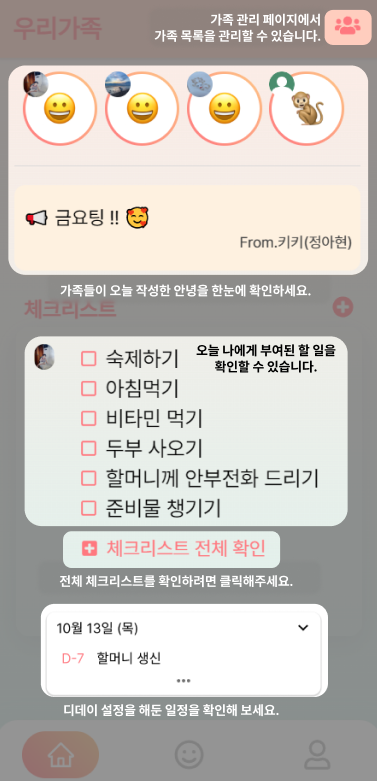 우리가족
가족 관리 페이지에서
가족 목록을 관리할 수 있습니다.
금요팅 !!
From.키키(정아현)
가족들이 오늘 작성한 안녕을 한눈에 확인하세요.
체크리스트
오늘 나에게 부여된 할 일을
확인할 수 있습니다.
숙제하기
아침먹기
비타민 먹기
두부 사오기
할머니께 안부전화 드리기
준비물 챙기기
체크리스트 전체 확인
전체 체크리스트를 확인하려면 클릭해주세요.
10월 13일 (목)
D-7 할머니 생신
디데이 설정을 해둔 일정을 확인해 보세요.